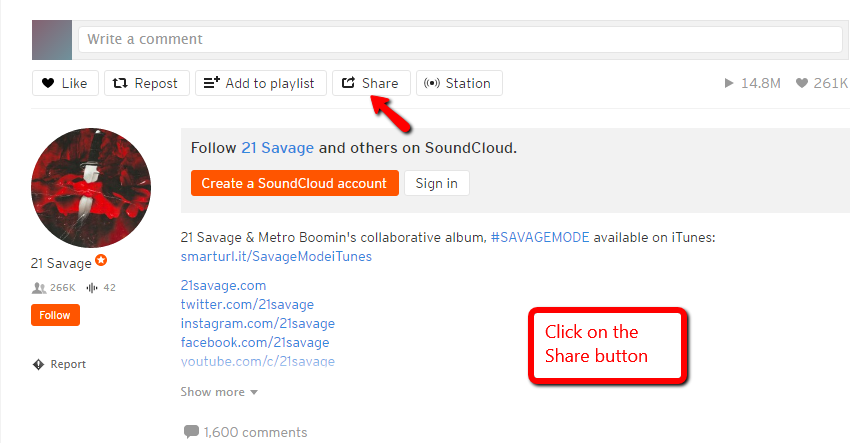 Write a comment
Like Repost Add to playlist Share Station 14.8M 261K
Follow 21 Savage and others on SoundCloud.
Create a SoundCloud account Sign in
21 Savage
266K 42
Follow
Report
21 Savage & Metro Boomin's collaborative album, #SAVAGEMODE available on iTunes:
smarturl.it/SavageModeiTunes
21savage.com
twitter.com/21savage
instagram.com/21savage
facebook.com/21savage
youtube.com/c/21savage
Show more
1,600 comments
Click on the
Share button